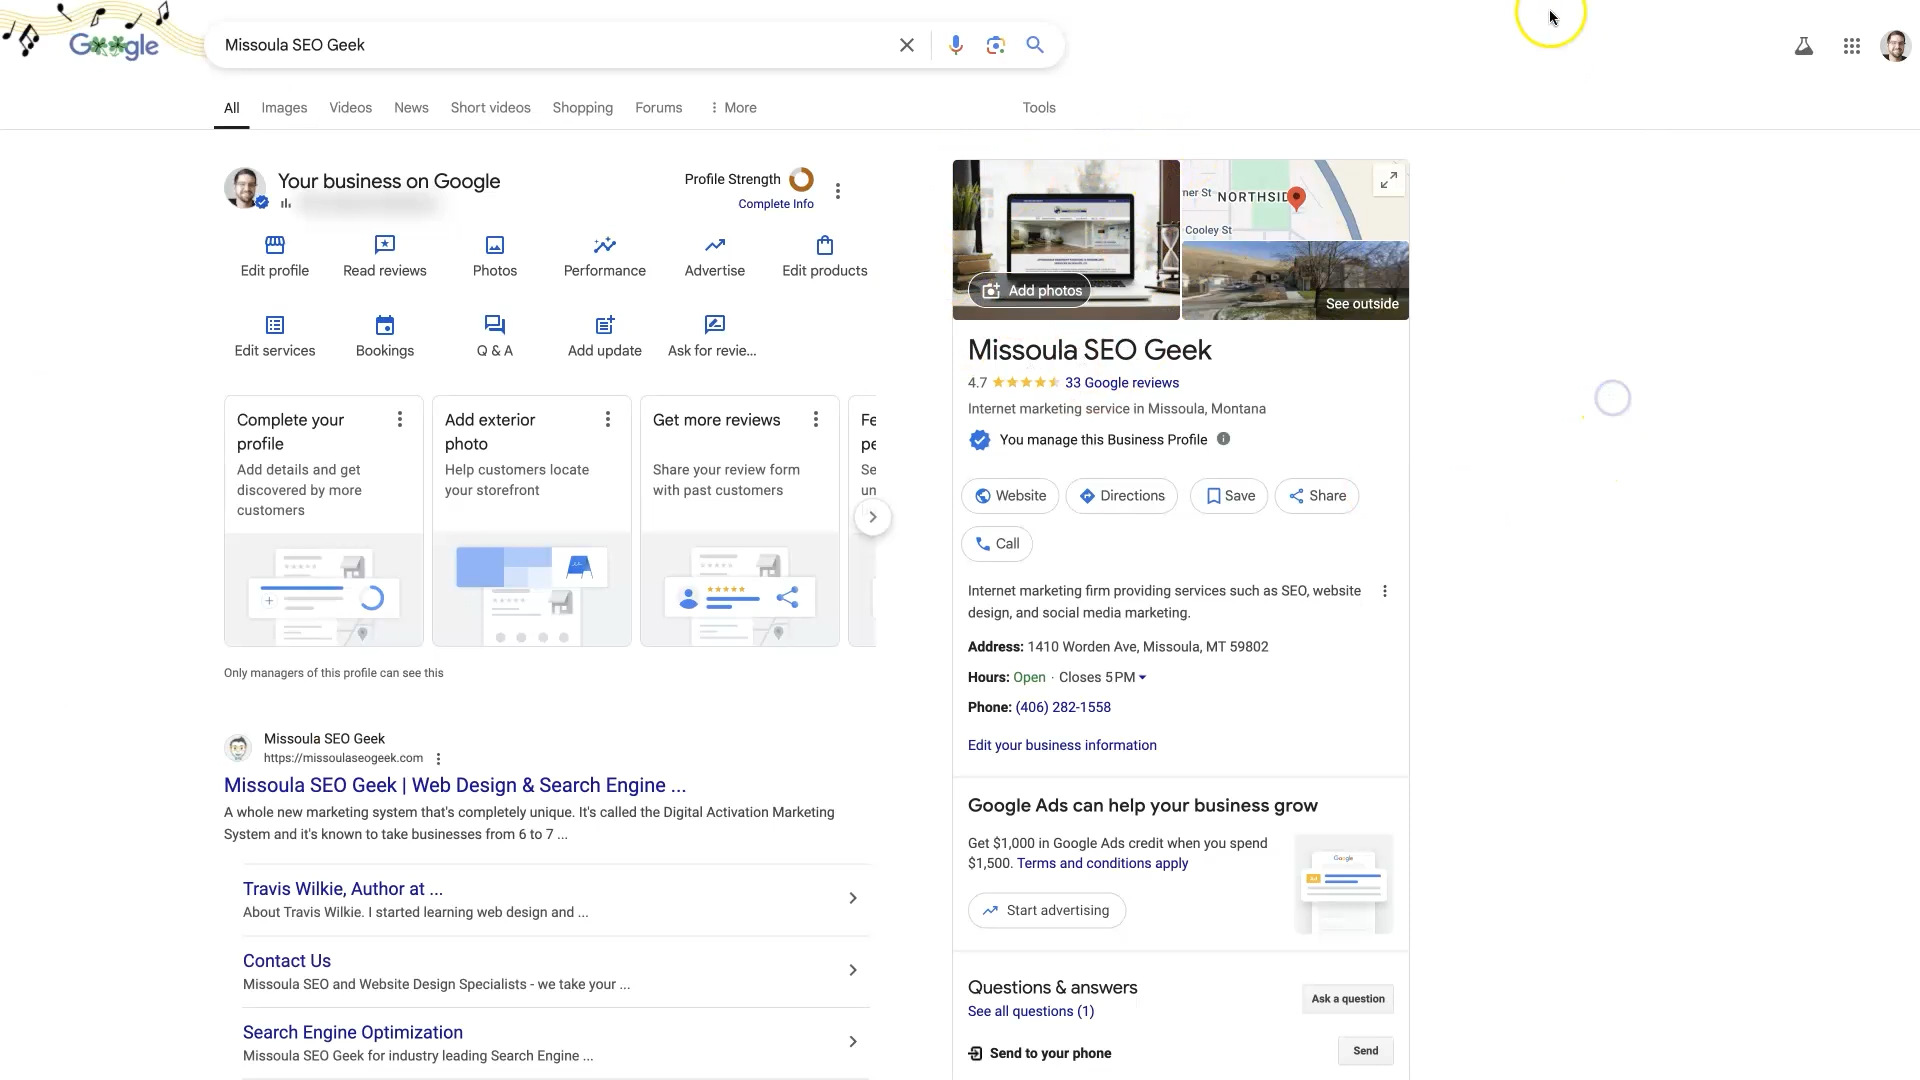 Google
Missoula SEO Geek
All
Images
Videos
News
Short videos
Shopping
Forums
More
Tools
Your business on Google
Profile Strength
Complete Info
Edit profile
Read reviews
Photos
Performance
Advertise
Edit products
Edit services
Bookings
Q & A
Add update
Ask for revie...
Complete your
profile
Add details and get
discovered by more
customers
Add exterior
photo
Help customers locate
your storefront
Get more reviews
Share your review form
with past customers
Fe
pe
Se
un
Only managers of this profile can see this
Missoula SEO Geek
https://missoulaseogeek.com
Missoula SEO Geek | Web Design & Search Engine ...
A whole new marketing system that's completely unique. It's called the Digital Activation Marketing
System and it's known to take businesses from 6 to 7 ...
Travis Wilkie, Author at ...
About Travis Wilkie. I started learning web design and ...
Contact Us
Missoula SEO and Website Design Specialists - we take your ...
Search Engine Optimization
Missoula SEO Geek for industry leading Search Engine ...
Add photos
ner St
NORTHSID
Cooley St
See outside
Missoula SEO Geek
4.7 33 Google reviews
Internet marketing service in Missoula, Montana
You manage this Business Profile
Website
Directions
Save
Share
Call
Internet marketing firm providing services such as SEO, website
design, and social media marketing.
Address: 1410 Worden Ave, Missoula, MT 59802
Hours: Open · Closes 5 PM
Phone: (406) 282-1558
Edit your business information
Google Ads can help your business grow
Get $1,000 in Google Ads credit when you spend
$1,500. Terms and conditions apply
Google
Ad
Start advertising
Questions & answers
See all questions (1)
Ask a question
Send to your phone
Send